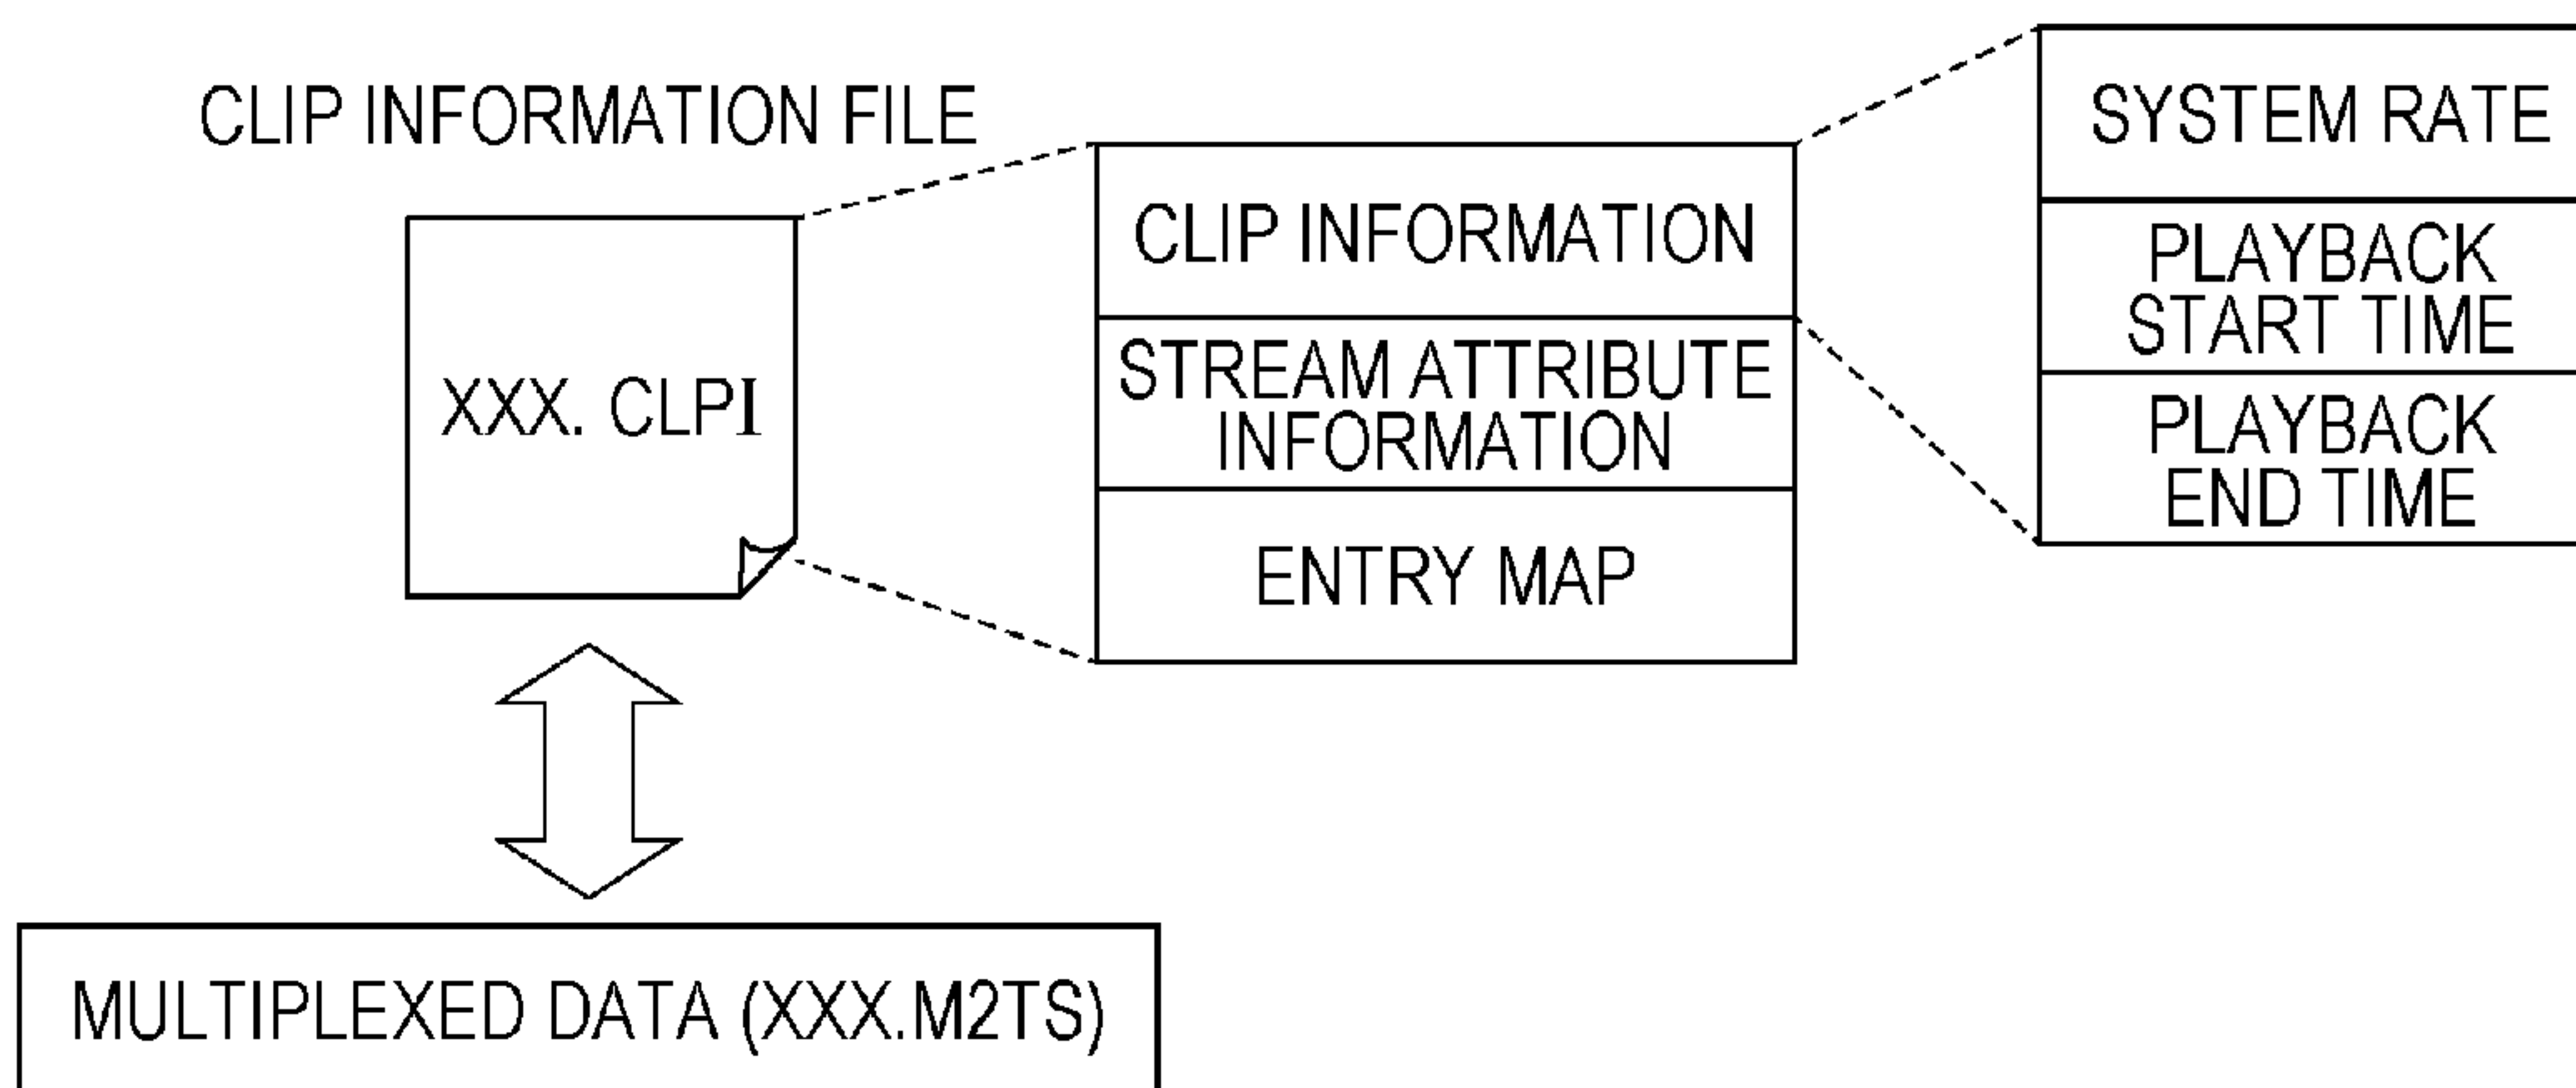 CLIP INFORMATION FILE
XXX. CLPI
CLIP INFORMATION
STREAM ATTRIBUTE
INFORMATION
ENTRY MAP
SYSTEM RATE
PLAYBACK
START TIME
PLAYBACK
END TIME
MULTIPLEXED DATA (XXX.M2TS)